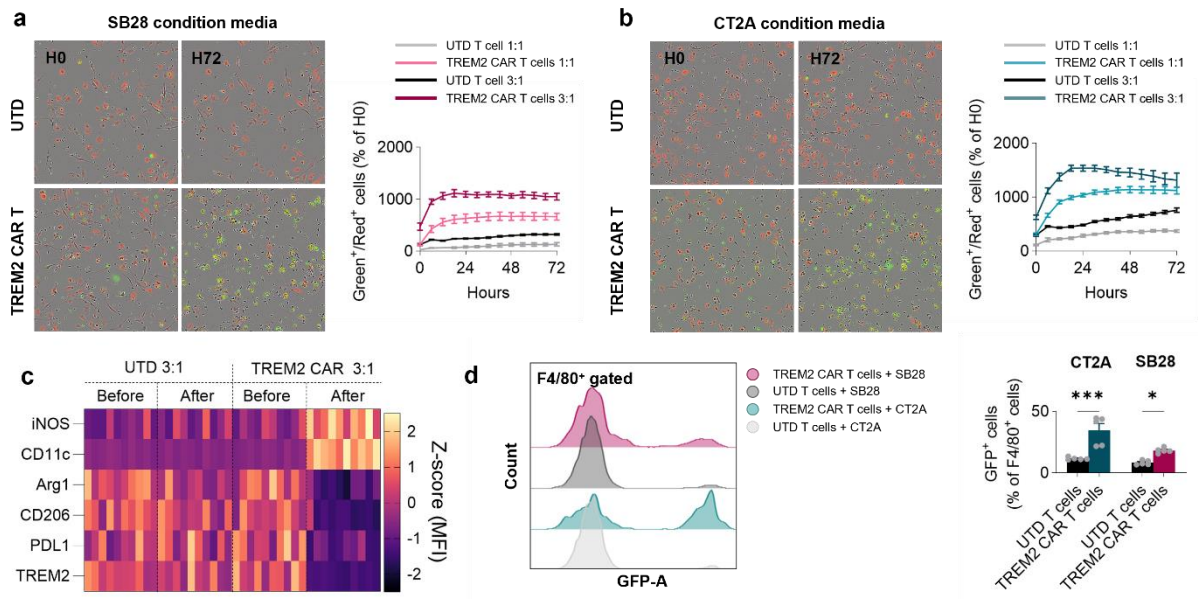 a
SB28 condition media
H0
H72
UTD
TREM2 CAR T
UTD T cell 1:1
TREM2 CAR T cells 1:1
UTD T cell 3:1
TREM2 CAR T cells 3:1
Green+/Red+ cells (% of H0)
2000
1000
0
0 24 48 72
Hours
b
CT2A condition media
H0
H72
UTD
TREM2 CAR T
UTD T cells 1:1
TREM2 CAR T cells 1:1
UTD T cells 3:1
TREM2 CAR T cells 3:1
Green+/Red+ cells (% of H0)
2000
1000
0
0 24 48 72
Hours
c
UTD 3:1
TREM2 CAR 3:1
Before
After
Before
After
iNOS
CD11c
Arg1
CD206
PDL1
TREM2
2
1
0
-1
-2
Z-score (MFI)
d
F4/80+ gated
Count
GFP-A
TREM2 CAR T cells + SB28
UTD T cells + SB28
TREM2 CAR T cells + CT2A
UTD T cells + CT2A
CT2A SB28
*** *
GFP+ cells
(% of F4/80+ cells)
50
0
UTD T cells
TREM2 CAR T cells
UTD T cells
TREM2 CAR T cells